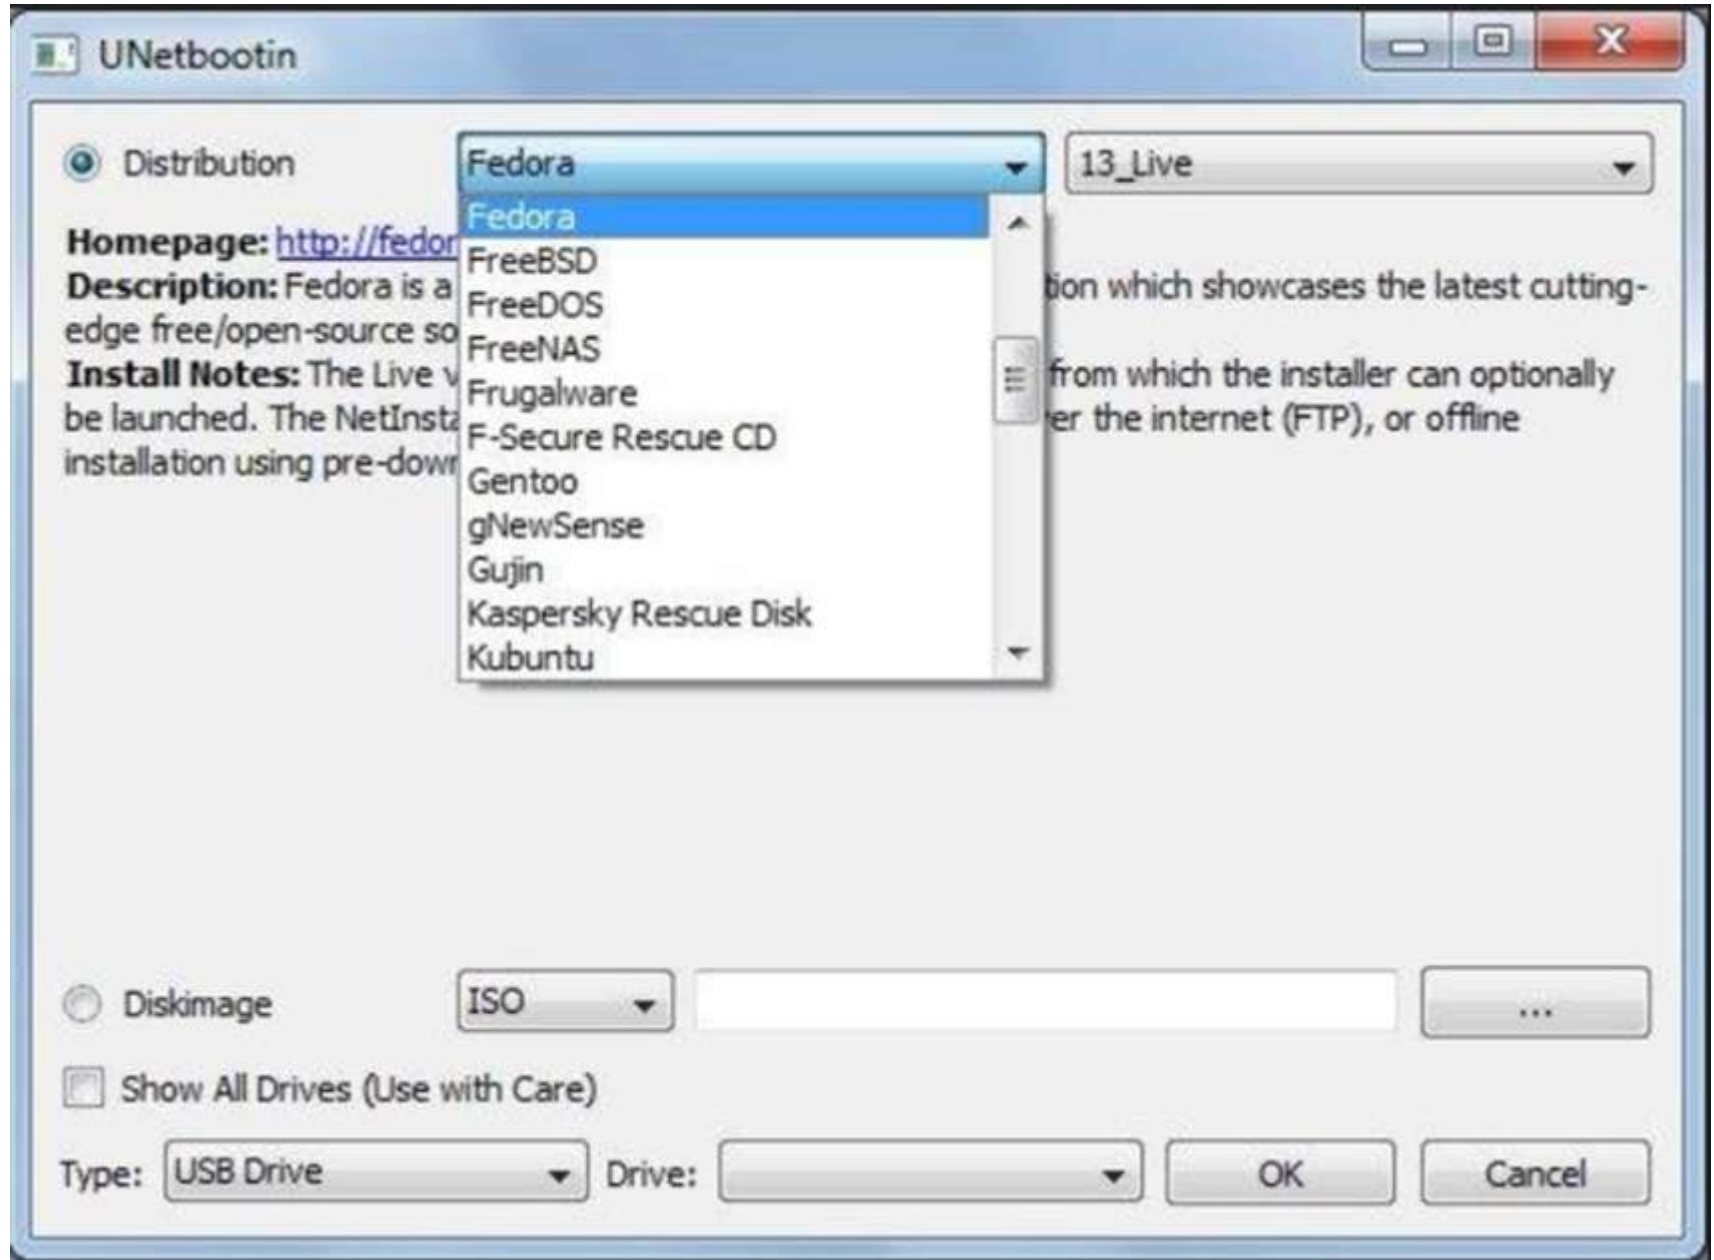 UNetbootin
Distribution
Fedora
13_Live
Fedora
FreeBSD
FreeDOS
FreeNAS
Frugalware
F-Secure Rescue CD
Gentoo
gNewSense
Gujin
Kaspersky Rescue Disk
Kubuntu
Homepage: http://fedor
Description: Fedora is a tion which showcases the latest cutting-
edge free/open-source so
Install Notes: The Live v from which the installer can optionally
be launched. The NetInsta er the internet (FTP), or offline
installation using pre-dow
Diskimage
ISO
...
Show All Drives (Use with Care)
Type: USB Drive Drive: OK Cancel